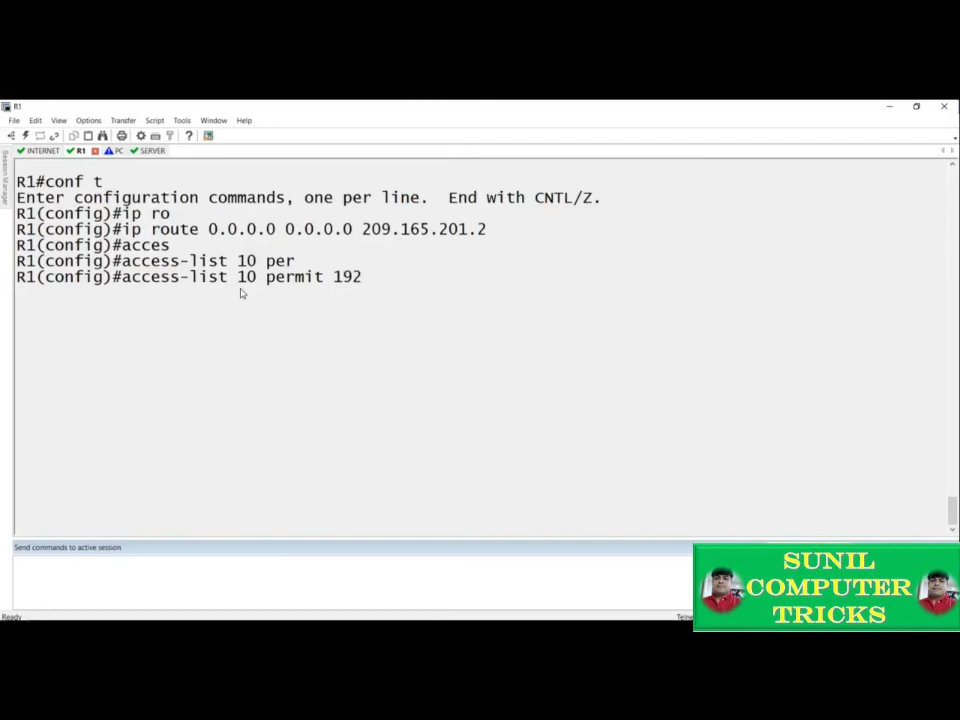 R1
File Edit View Options Transfer Script Tools Window Help
INTERNET R1 PC SERVER
Session Manager
R1#conf t
Enter configuration commands, one per line. End with CNTL/Z.
R1(config)#ip ro
R1(config)#ip route 0.0.0.0 0.0.0.0 209.165.201.2
R1(config)#acces
R1(config)#access-list 10 per
R1(config)#access-list 10 permit 192
Send commands to active session
Ready
SUNIL
COMPUTER
TRICKS